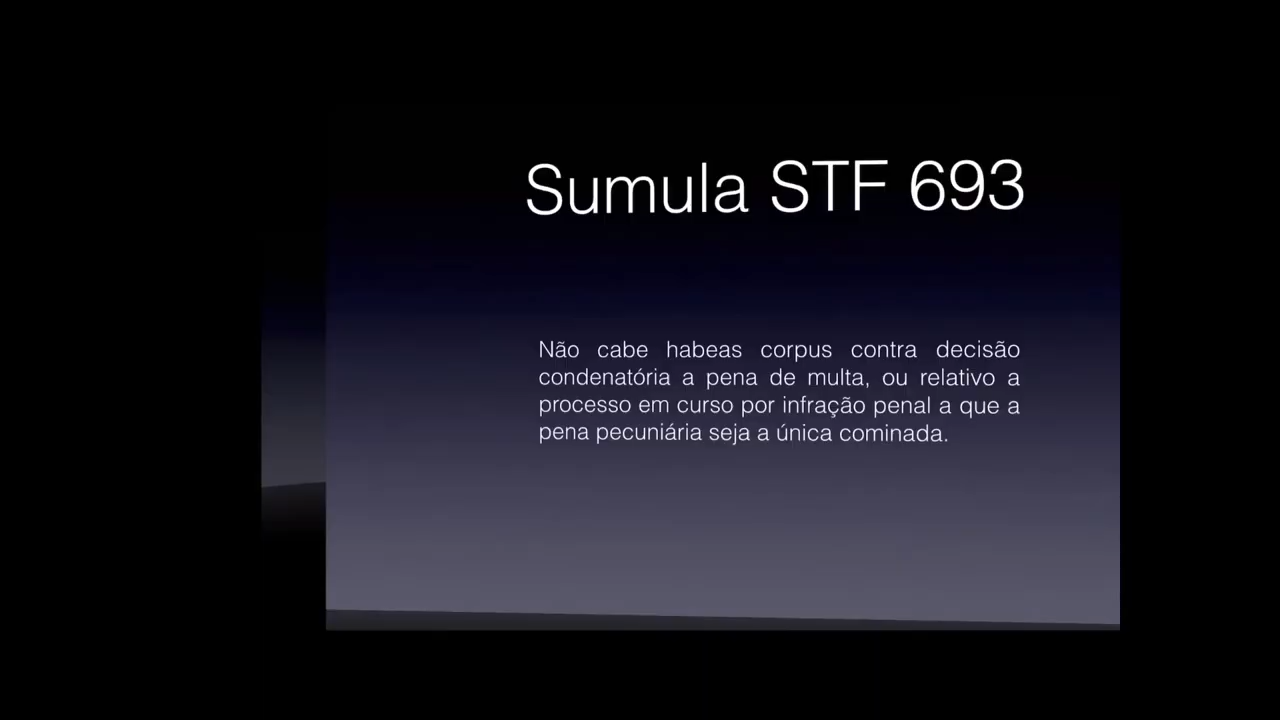 Sumula STF 693
Não cabe habeas corpus contra decisão
condenatória a pena de multa, ou relativo a
processo em curso por infração penal a que a
pena pecuniária seja a única cominada.